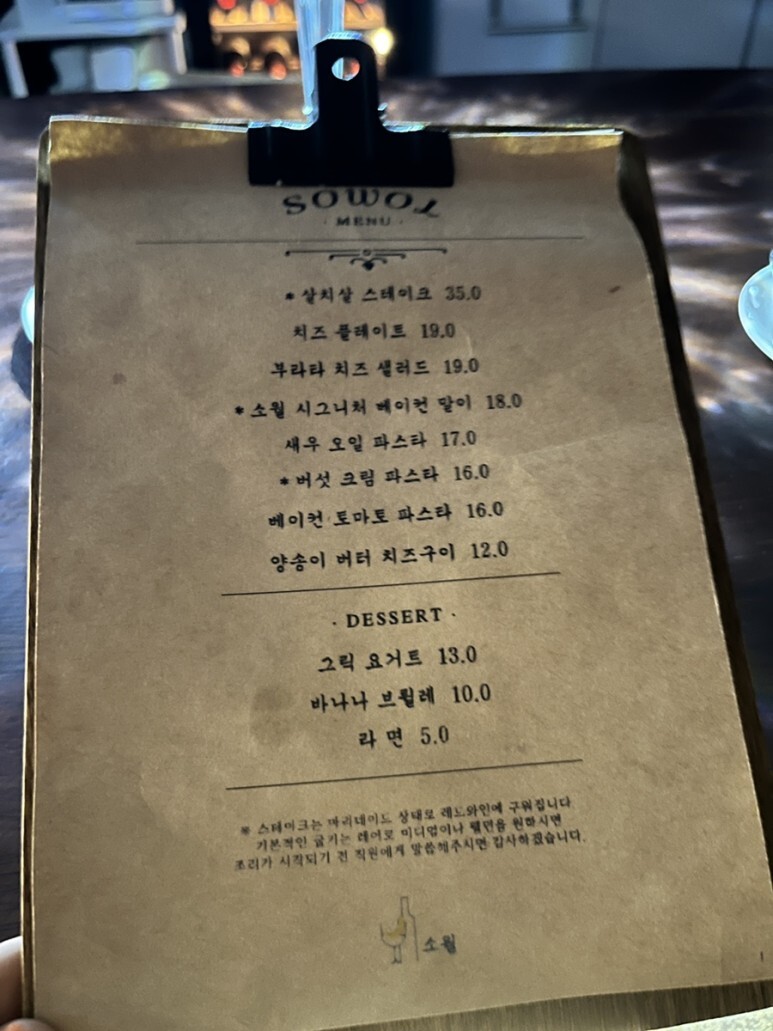 SOWOL
· MENU ·
* 살치살 스테이크 35.0
치즈 플레이트 19.0
부라타 치즈 샐러드 19.0
* 소월 시그니처 베이컨 말이 18.0
새우 오일 파스타 17.0
* 버섯 크림 파스타 16.0
베이컨 토마토 파스타 16.0
양송이 버터 치즈구이 12.0
· DESSERT ·
그릭 요거트 13.0
바나나 브륄레 10.0
라 면 5.0
※ 스테이크는 마리네이드 상태로 레드와인에 구워집니다
기본적인 굽기는 레어로 미디엄이나 웰던을 원하시면
조리가 시작되기 전 직원에게 말씀해주시면 감사하겠습니다.
소월